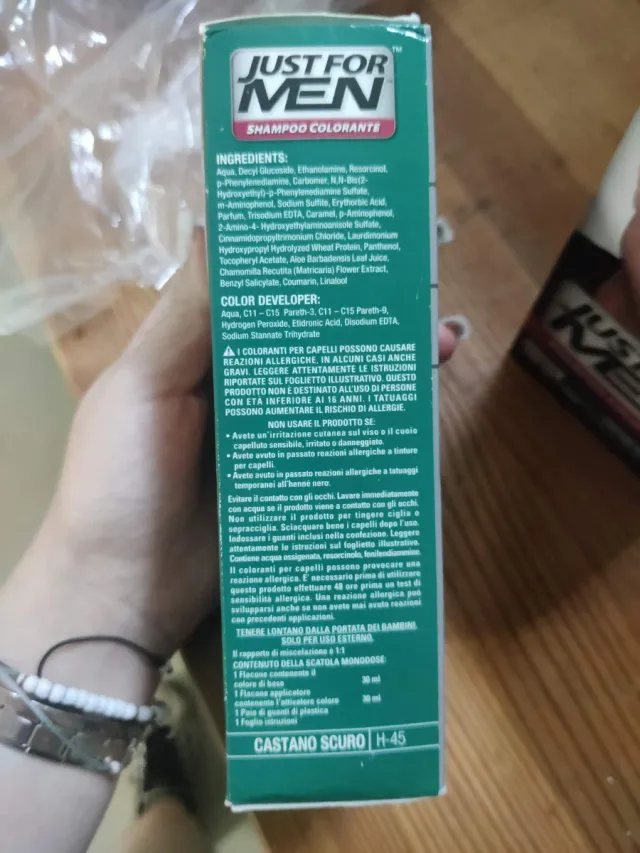 JUST FOR
MEN
TM
SHAMPOO COLORANTE
INGREDIENTS:
Aqua, Decyl Glucoside, Ethanolamine, Resorcinol,
p-Phenylenediamine, Carbomer, N,N-Bis(2-
Hydroxyethyl)-p-Phenylenediamine Sulfate,
m-Aminophenol, Sodium Sulfite, Erythorbic Acid,
Parfum, Trisodium EDTA, Caramel, p-Aminophenol,
2-Amino-4- Hydroxyethylaminoanisole Sulfate,
Cinnamidopropyltrimonium Chloride, Laurdimonium
Hydroxypropyl Hydrolyzed Wheat Protein, Panthenol,
Tocopheryl Acetate, Aloe Barbadensis Leaf Juice,
Chamomilla Recutita (Matricaria) Flower Extract,
Benzyl Salicylate, Coumarin, Linalool
COLOR DEVELOPER:
Aqua, C11 – C15 Pareth-3, C11 – C15 Pareth-9,
Hydrogen Peroxide, Etidronic Acid, Disodium EDTA,
Sodium Stannate Trihydrate
I COLORANTI PER CAPELLI POSSONO CAUSARE
REAZIONI ALLERGICHE, IN ALCUNI CASI ANCHE
GRAVI. LEGGERE ATTENTAMENTE LE ISTRUZIONI
RIPORTATE SUL FOGLIETTO ILLUSTRATIVO. QUESTO
PRODOTTO NON È DESTINATO ALL'USO DI PERSONE
CON ETÀ INFERIORE AI 16 ANNI. I TATUAGGI
POSSONO AUMENTARE IL RISCHIO DI ALLERGIE.
NON USARE IL PRODOTTO SE:
• Avete un'irritazione cutanea sul viso o il cuoio
capelluto sensibile, irritato o danneggiato.
• Avete avuto in passato reazioni allergiche a tinture
per capelli.
• Avete avuto in passato reazioni allergiche a tatuaggi
temporanei all'henné nero.
Evitare il contatto con gli occhi. Lavare immediatamente
con acqua se il prodotto viene a contatto con gli occhi.
Non utilizzare il prodotto per tingere ciglia o
sopracciglia. Sciacquare bene i capelli dopo l'uso.
Indossare i guanti inclusi nella confezione. Leggere
attentamente le istruzioni sul foglietto illustrativo.
Contiene acqua ossigenata, resorcinolo, fenilendiammine.
Il coloranti per capelli possono provocare una
reazione allergica. E' necessario prima di utilizzare
questo prodotto effettuare 48 ore prima un test di
sensibilità allergica. Una reazione allergica può
svilupparsi anche se non avete mai avuto reazioni
con precedenti applicazioni.
TENERE LONTANO DALLA PORTATA DEI BAMBINI.
SOLO PER USO ESTERNO.
Il rapporto di miscelazione è 1:1
CONTENUTO DELLA SCATOLA MONODOSE:
1 Flacone contenente il
colore di base 30 ml
1 Flacone applicatore
contenente l'attivatore colore 30 ml
1 Paio di guanti di plastica
1 Foglio istruzioni
CASTANO SCURO H-45
JUST FO
ME